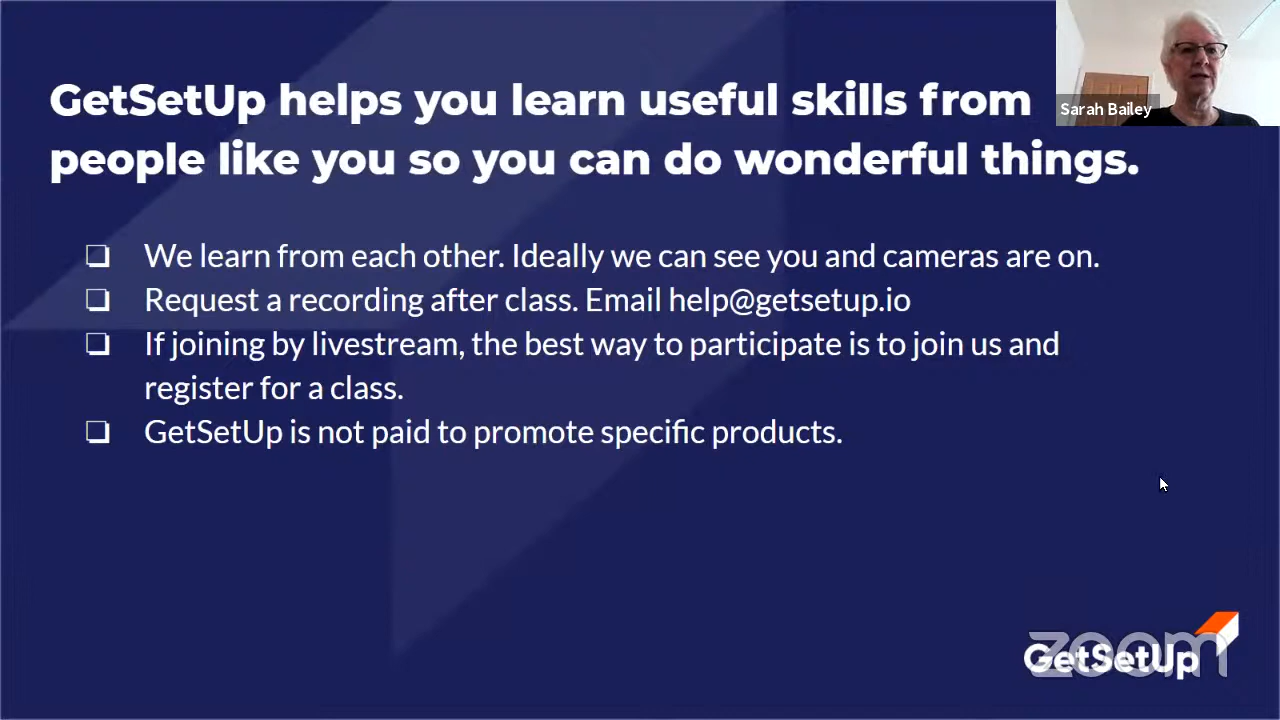 GetSetUp helps you learn useful skills from
people like you so you can do wonderful things.
Sarah Bailey
We learn from each other. Ideally we can see you and cameras are on.
Request a recording after class. Email help@getsetup.io
If joining by livestream, the best way to participate is to join us and
register for a class.
GetSetUp is not paid to promote specific products.
zoom
GetSetUp